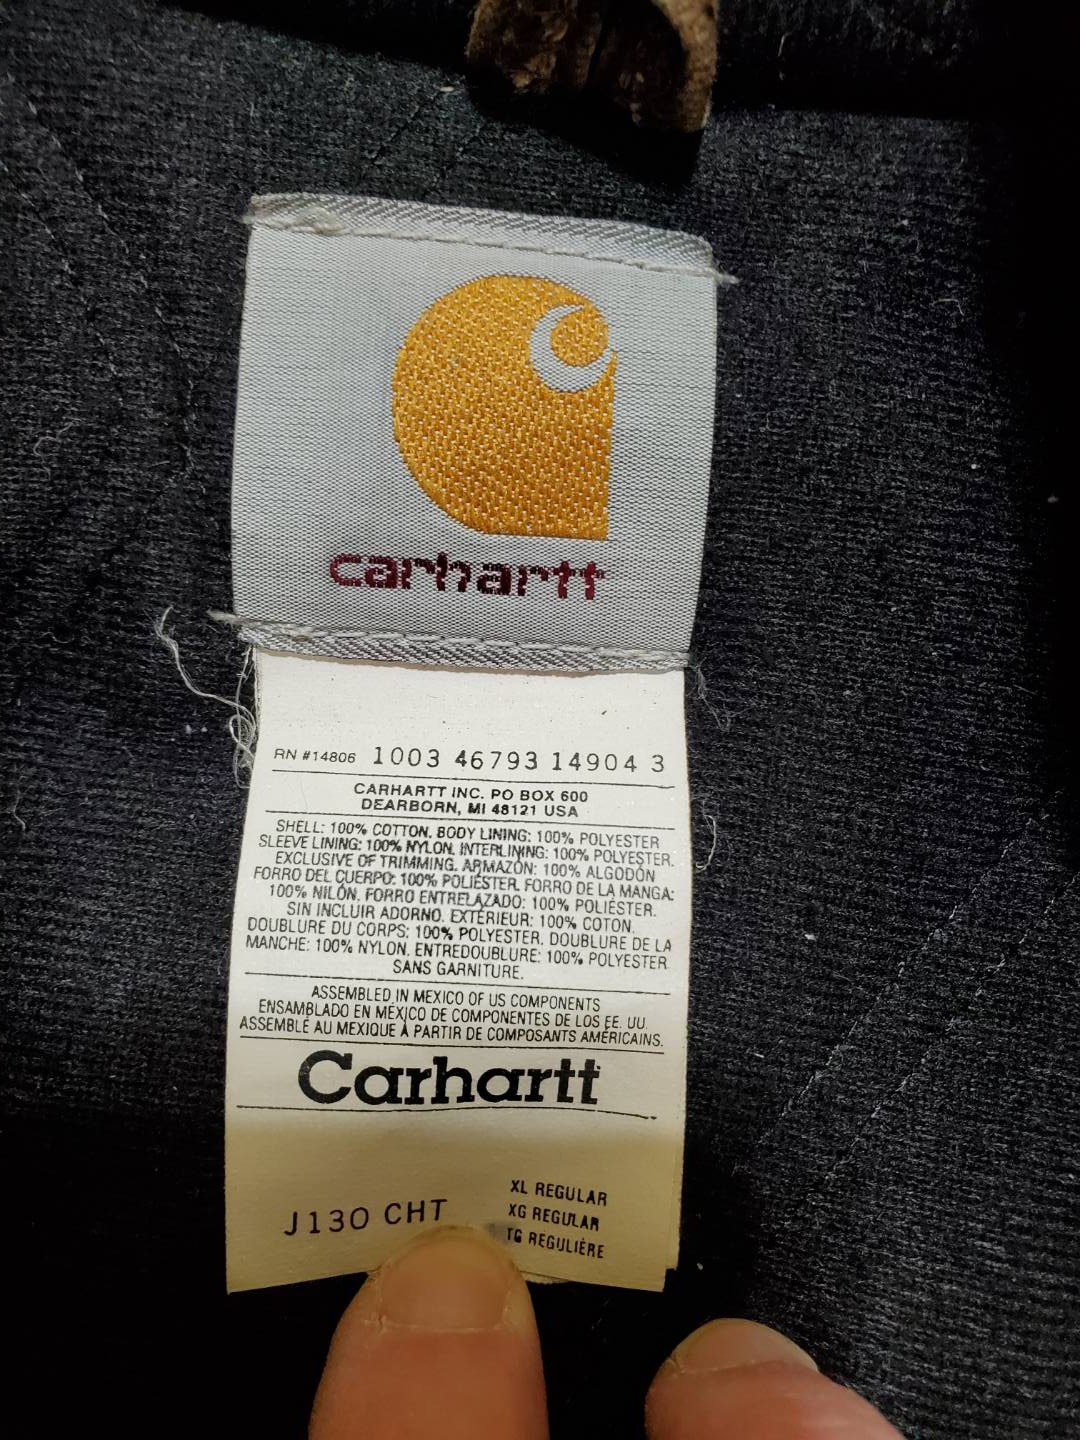 carhartt
RN #14806 1003 46793 14904 3
CARHARTT INC. PO BOX 600
DEARBORN, MI 48121 USA
SHELL: 100% COTTON. BODY LINING: 100% POLYESTER
SLEEVE LINING: 100% NYLON. INTERLINING: 100% POLYESTER.
EXCLUSIVE OF TRIMMING. ARMAZÓN: 100% ALGODÓN
FORRO DEL CUERPO: 100% POLIÉSTER. FORRO DE LA MANGA:
100% NILÓN. FORRO ENTRELAZADO: 100% POLIÉSTER.
SIN INCLUIR ADORNO. EXTÉRIEUR: 100% COTON.
DOUBLURE DU CORPS: 100% POLYESTER. DOUBLURE DE LA
MANCHE: 100% NYLON. ENTREDOUBLURE: 100% POLYESTER
SANS GARNITURE.
ASSEMBLED IN MEXICO OF US COMPONENTS
ENSAMBLADO EN MÉXICO DE COMPONENTES DE LOS EE. UU.
ASSEMBLÉ AU MEXIQUE À PARTIR DE COMPOSANTS AMÉRICAINS.
Carhartt
J130 CHT
XL REGULAR
XG REGULAR
TG REGULIÈRE